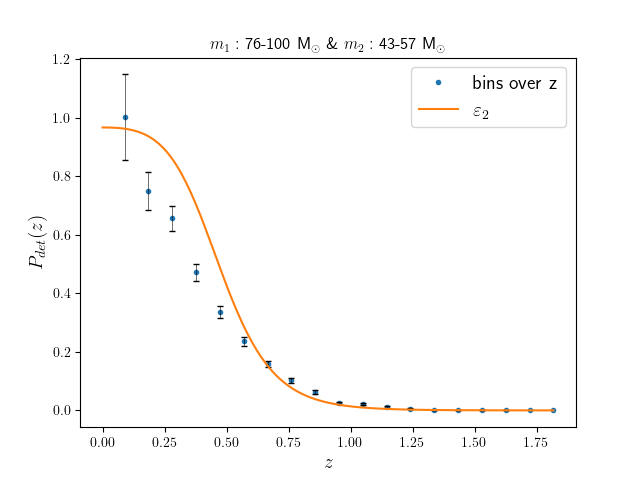 m₁ : 76-100 M☉ & m₂ : 43-57 M☉
1.2
1.0
0.8
0.6
0.4
0.2
0.0
P_det(z)
bins over z
ε₂
0.00 0.25 0.50 0.75 1.00 1.25 1.50 1.75
z